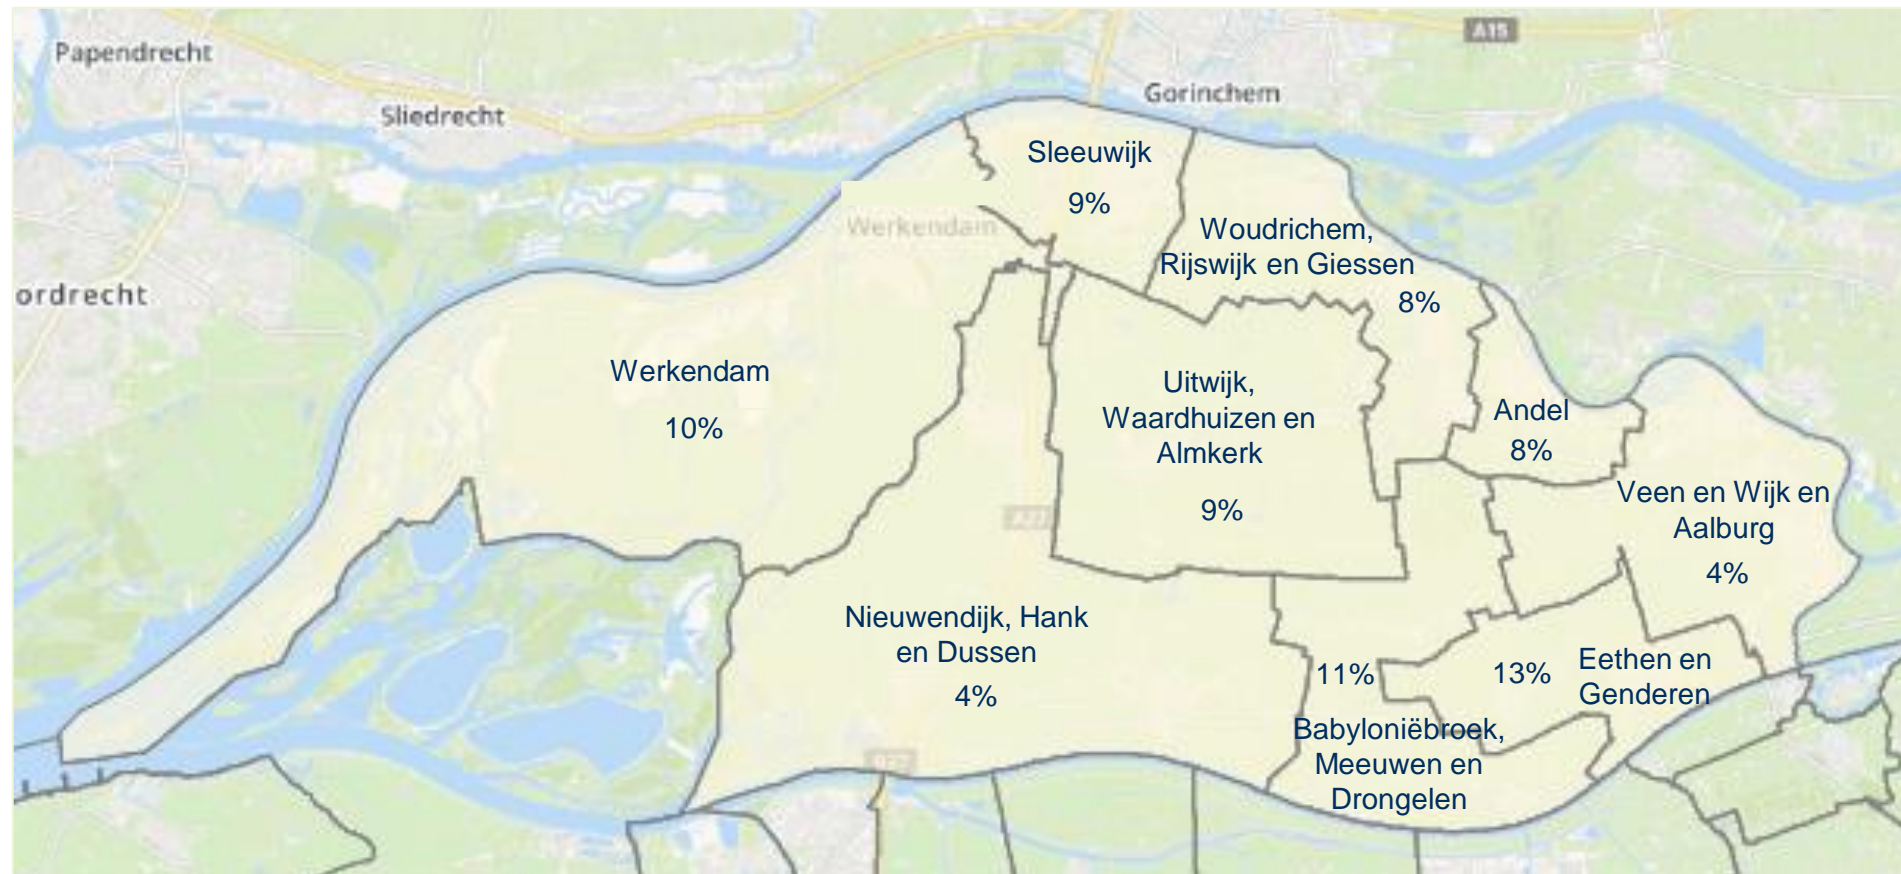 Papendrecht
A15
Gorinchem
Sliedrecht
Sleeuwijk
9%
Werkendam
Woudrichem,
Rijswijk en Giessen
8%
ordrecht
Werkendam
10%
Uitwijk,
Waardhuizen en
Almkerk
9%
Andel
8%
Veen en Wijk en
Aalburg
4%
A27
Nieuwendijk, Hank
en Dussen
4%
11%
13%
Eethen en
Genderen
Babyloniëbroek,
Meeuwen en
Drongelen